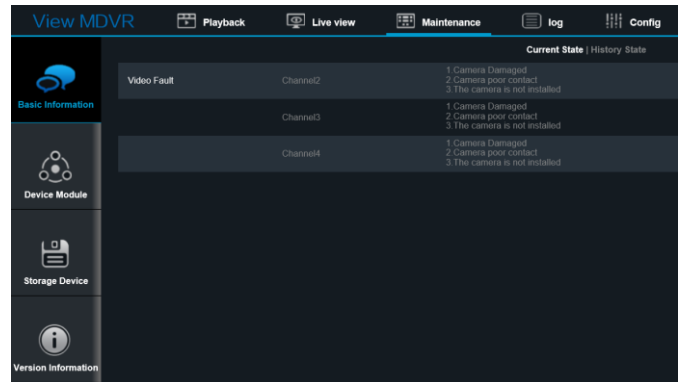 View MDVR
Playback
Live view
Maintenance
log
Config
Current State | History State
Basic Information
Device Module
Storage Device
Version Information
Video Fault
Channel2
1.Camera Damaged
2.Camera poor contact
3.The camera is not installed
Channel3
1.Camera Damaged
2.Camera poor contact
3.The camera is not installed
Channel4
1.Camera Damaged
2.Camera poor contact
3.The camera is not installed